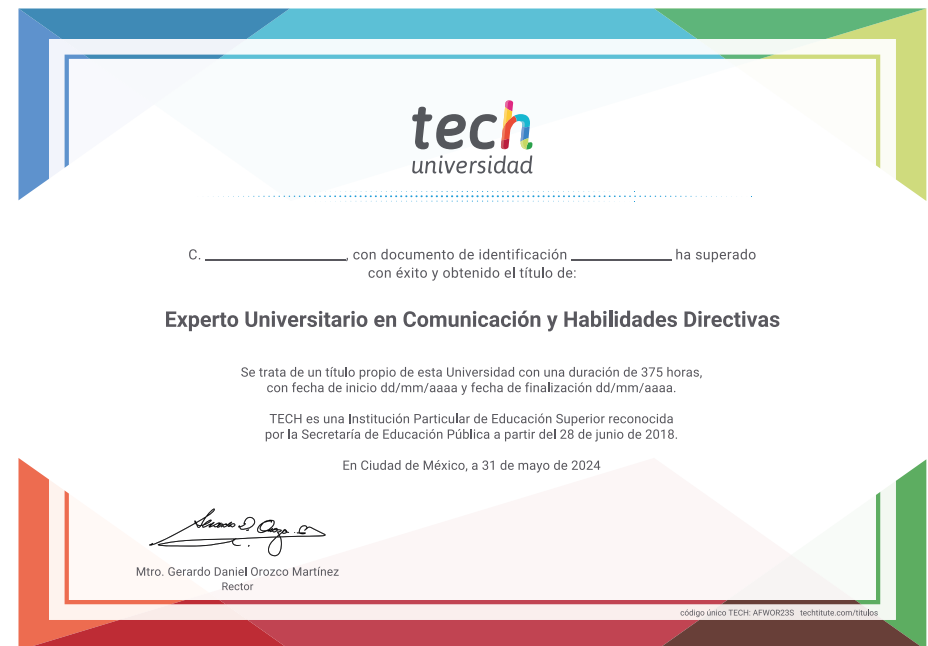 tech
universidad
C. ____________, con documento de identificación ____________ ha superado
con éxito y obtenido el título de:
Experto Universitario en Comunicación y Habilidades Directivas
Se trata de un título propio de esta Universidad con una duración de 375 horas,
con fecha de inicio dd/mm/aaaa y fecha de finalización dd/mm/aaaa.
TECH es una Institución Particular de Educación Superior reconocida
por la Secretaría de Educación Pública a partir del 28 de junio de 2018.
En Ciudad de México, a 31 de mayo de 2024
Mtro. Gerardo Daniel Orozco Martínez
Rector
código único TECH: AFWOR23S techtitute.com/titulos